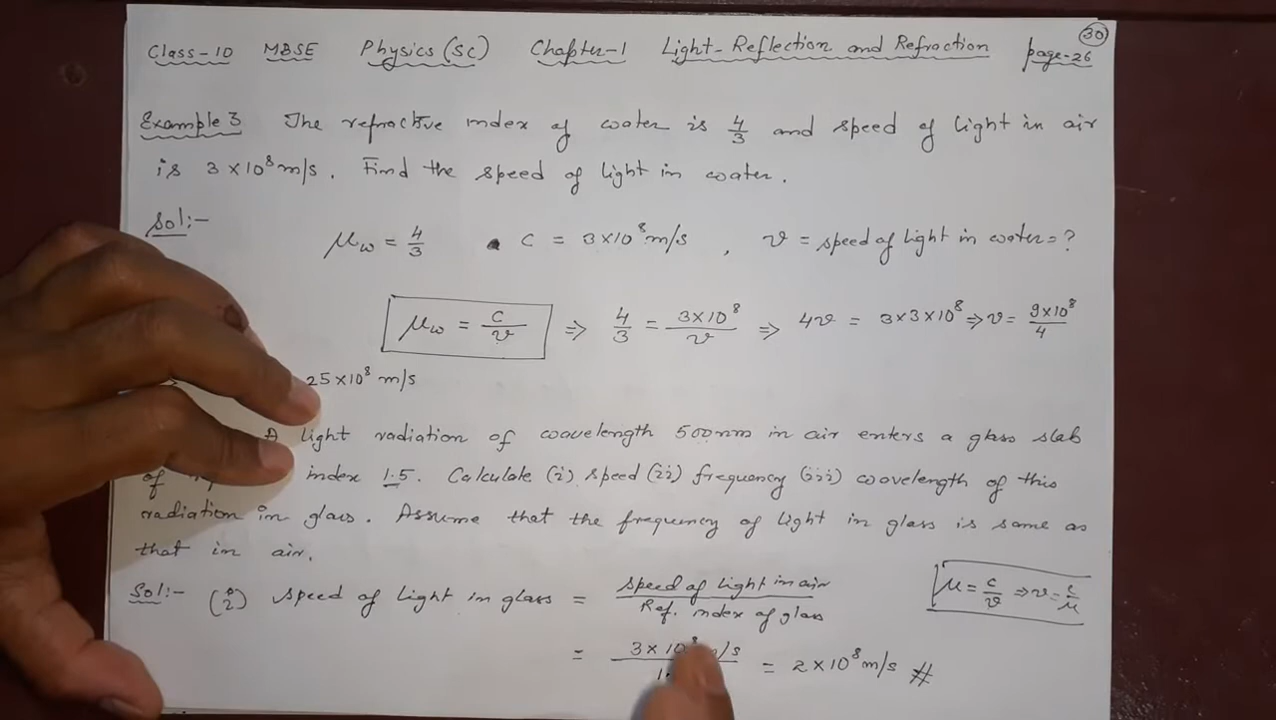 30
Class-10 MBSE Physics (SC) Chapter-1 Light-Reflection and Refraction page-26
Example 3 The refractive index of water is 4/3 and speed of light in air
is 3×10⁸ m/s. Find the speed of light in water.
Sol:-
μw = 4/3 c = 3×10⁸ m/s , v = speed of light in water = ?
μw = c/v ⇒ 4/3 = 3×10⁸/v ⇒ 4v = 3×3×10⁸ ⇒ v = 9×10⁸/4
25×10⁸ m/s
A light radiation of wavelength 500nm in air enters a glass slab
of index 1.5. Calculate (i) speed (ii) frequency (iii) wavelength of this
radiation in glass. Assume that the frequency of light in glass is same as
that in air.
Sol:- (i) speed of light in glass = speed of light in air / Ref. index of glass
μ = c/v ⇒ v = c/μ
= 3×10⁸ m/s / 1. = 2×10⁸ m/s #